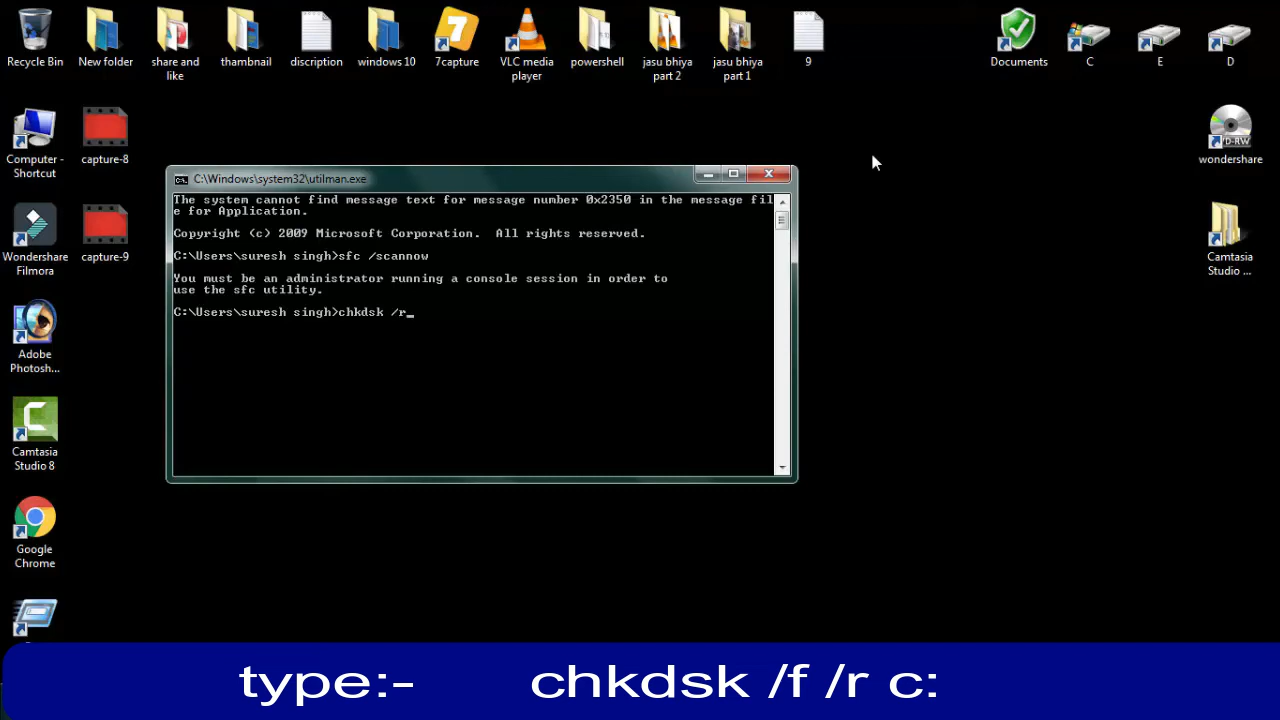 Recycle Bin
New folder
share and
like
thumbnail
discription
windows 10
7
7capture
VLC media
player
powershell
jasu bhiya
part 2
jasu bhiya
part 1
9
Documents
C
E
D
Computer -
Shortcut
capture-8
D-RW
wondershare
Wondershare
Filmora
capture-9
Camtasia
Studio ...
Adobe
Photosh...
Camtasia
Studio 8
Google
Chrome
C:\Windows\system32\utilman.exe
The system cannot find message text for message number 0x2350 in the message fil
e for Application.
Copyright (c) 2009 Microsoft Corporation.  All rights reserved.
C:\Users\suresh singh>sfc /scannow
You must be an administrator running a console session in order to
use the sfc utility.
C:\Users\suresh singh>chkdsk /r_
type:- chkdsk /f /r c: